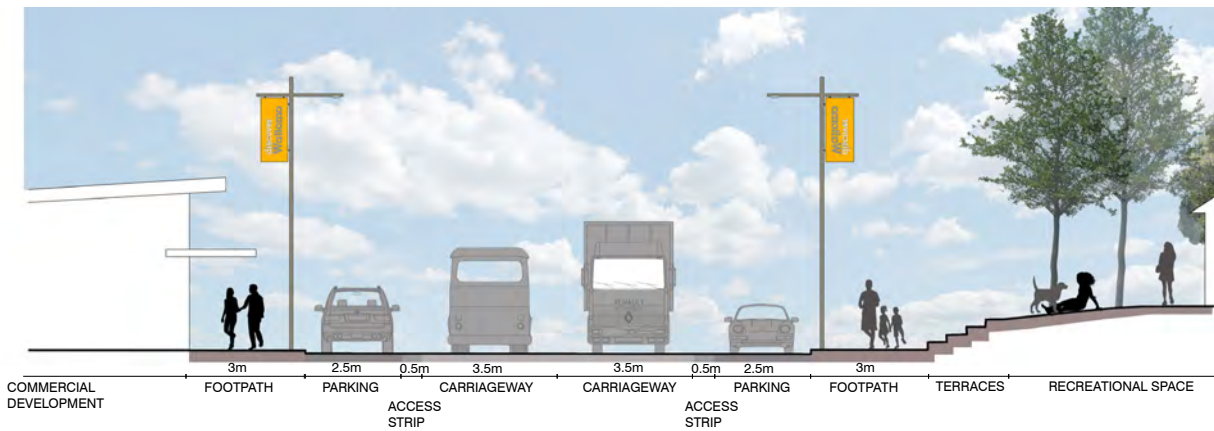 3m
2.5m
0.5m
3.5m
3.5m
0.5m
2.5m
3m
COMMERCIAL
DEVELOPMENT
FOOTPATH
PARKING
ACCESS
STRIP
CARRIAGEWAY
CARRIAGEWAY
ACCESS
STRIP
PARKING
FOOTPATH
TERRACES
RECREATIONAL SPACE